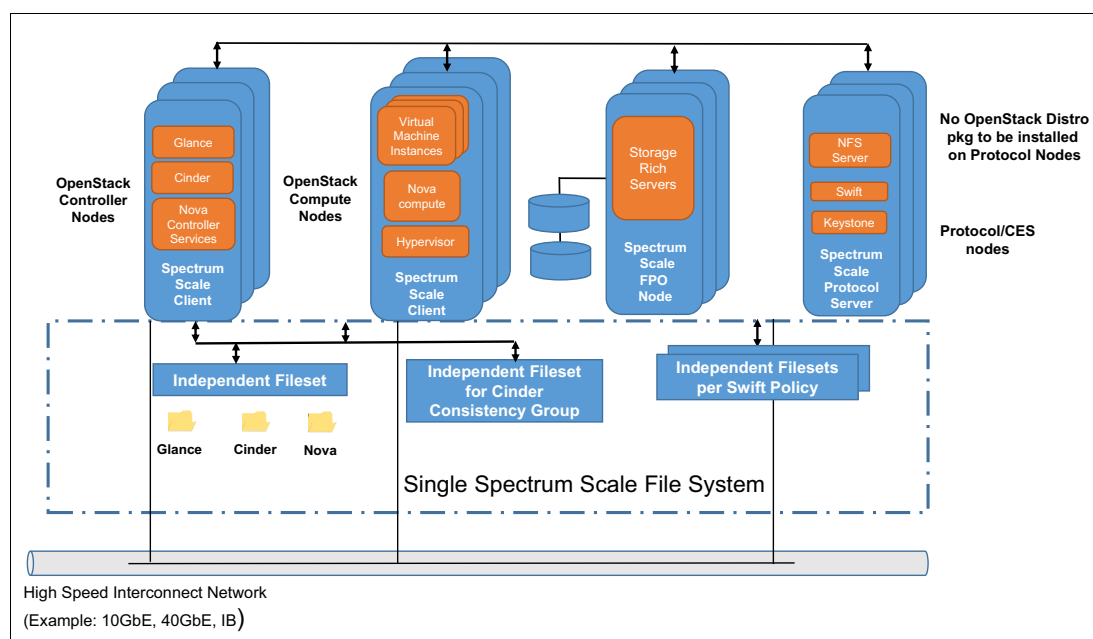 Glance
Cinder
Nova
Controller
Services
Spectrum
Scale
Client
OpenStack
Controller
Nodes
Virtual
Machine
Instances
Nova
compute
Hypervisor
Spectrum
Scale
Client
OpenStack
Compute
Nodes
Storage
Rich
Servers
Spectrum
Scale
FPO
Node
NFS
Server
Swift
Keystone
Spectrum
Scale
Protocol
Server
No OpenStack Distro
pkg to be installed
on Protocol Nodes
Protocol/CES
nodes
Independent Fileset
Glance
Cinder
Nova
Independent Fileset
for Cinder
Consistency Group
Independent Filesets
per Swift Policy
Single Spectrum Scale File System
High Speed Interconnect Network
(Example: 10GbE, 40GbE, IB)